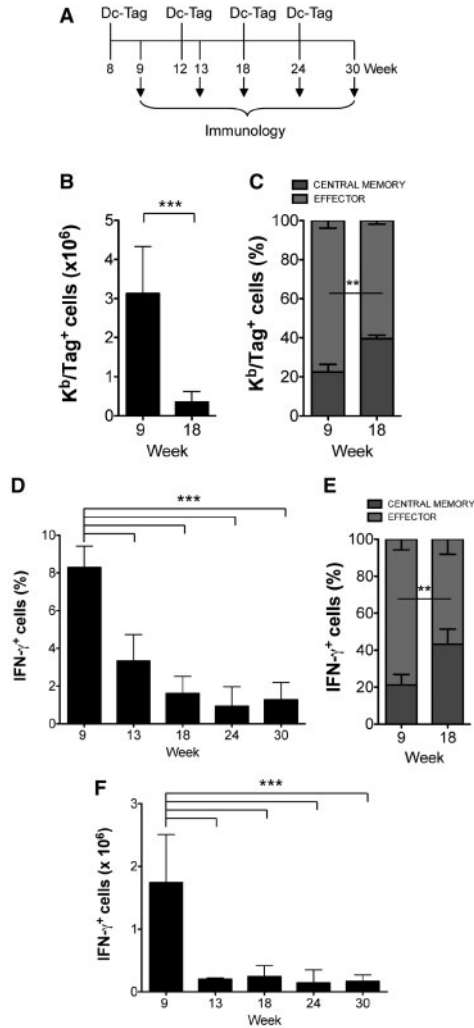 A
Dc-Tag Dc-Tag Dc-Tag Dc-Tag
8 9 12 13 18 24 30 Week
Immunology
B
***
K^b/Tag^+ cells (x10^6)
5
4
3
2
1
0
9 18
Week
C
CENTRAL MEMORY
EFFECTOR
K^b/Tag^+ cells (%)
100
80
60
40
20
0
**
9 18
Week
D
***
IFN-γ^+ cells (%)
10
8
6
4
2
0
9 13 18 24 30
Week
E
CENTRAL MEMORY
EFFECTOR
IFN-γ^+ cells (%)
100
80
60
40
20
0
**
9 18
Week
F
***
IFN-γ^+ cells (x 10^6)
3
2
1
0
9 13 18 24 30
Week